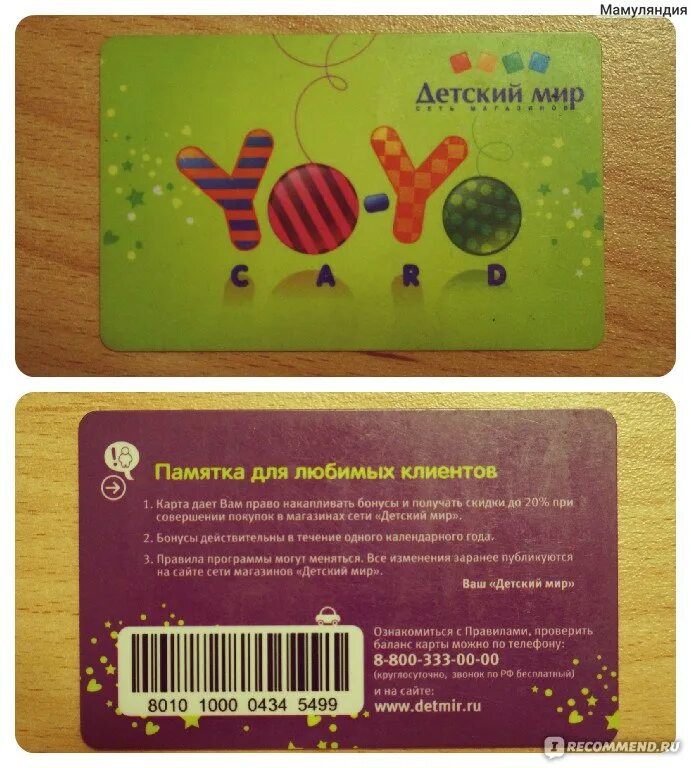 Мамуляндия
Детский мир
СЕТЬ МАГАЗИНОВ
YO-YO
CARD
Памятка для любимых клиентов
1. Карта дает Вам право накапливать бонусы и получать скидки до 20% при
совершении покупок в магазинах сети «Детский мир».
2. Бонусы действительны в течение одного календарного года.
3. Правила программы могут меняться. Все изменения заранее публикуются
на сайте сети магазинов «Детский мир».
Ваш «Детский мир»
Ознакомиться с Правилами, проверить
баланс карты можно по телефону:
8-800-333-00-00
(круглосуточно, звонок по РФ бесплатный)
и на сайте:
www.detmir.ru
8010 1000 0434 5499
IRECOMMEND.RU